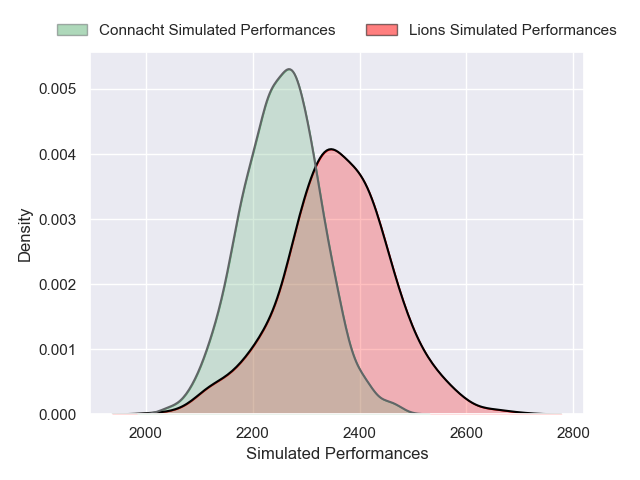 Connacht Simulated Performances
Lions Simulated Performances
Density
0.005
0.004
0.003
0.002
0.001
0.000
2000
2200
2400
2600
2800
Simulated Performances